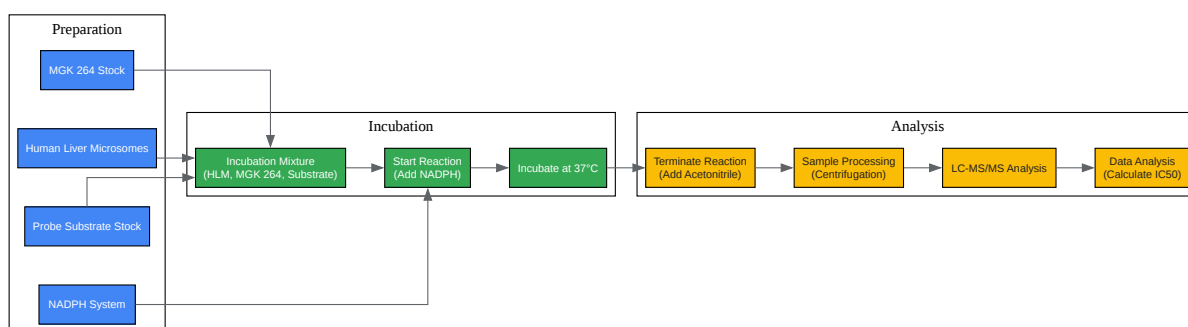 Preparation
MGK 264 Stock
Human Liver Microsomes
Probe Substrate Stock
NADPH System
Incubation
Incubation Mixture
(HLM, MGK 264, Substrate)
Start Reaction
(Add NADPH)
Incubate at 37°C
Analysis
Terminate Reaction
(Add Acetonitrile)
Sample Processing
(Centrifugation)
LC-MS/MS Analysis
Data Analysis
(Calculate IC50)